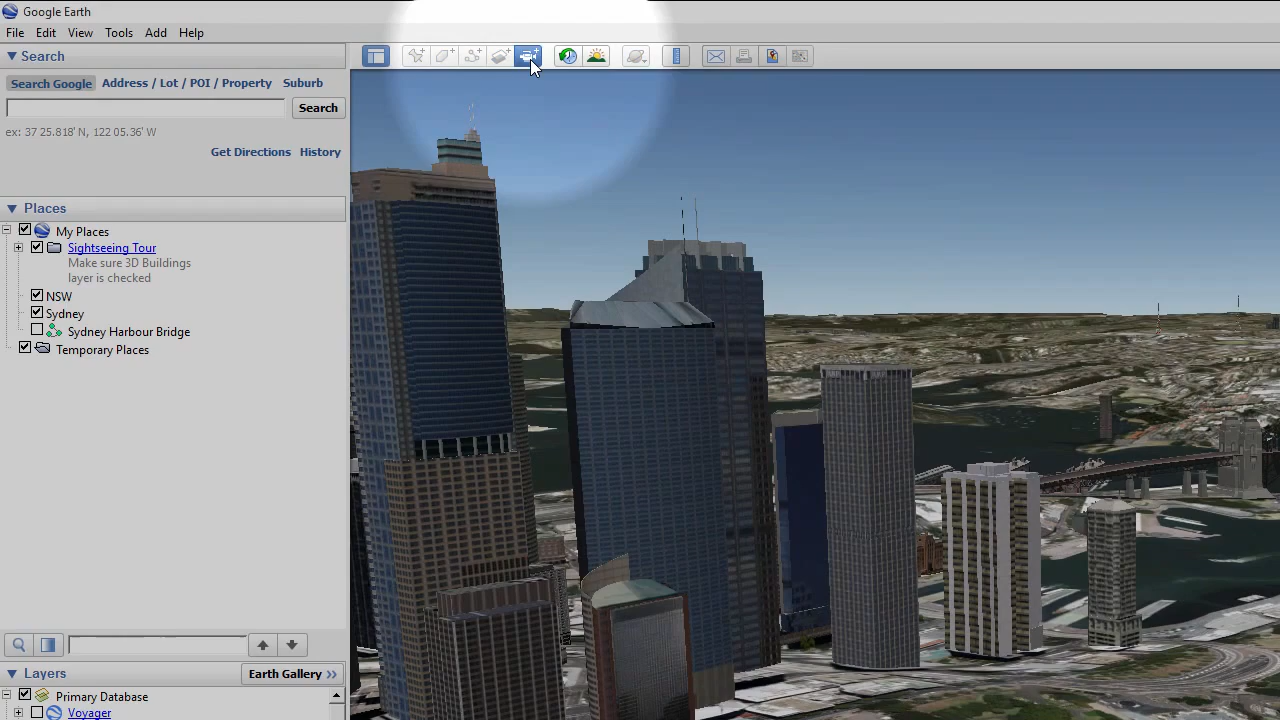 Google Earth
File Edit View Tools Add Help
Search
Search Google Address / Lot / POI / Property Suburb
Search
ex: 37 25.818' N, 122 05.36' W
Get Directions History
Places
My Places
Sightseeing Tour
Make sure 3D Buildings
layer is checked
NSW
Sydney
Sydney Harbour Bridge
Temporary Places
Layers
Earth Gallery >>
Primary Database
Voyager